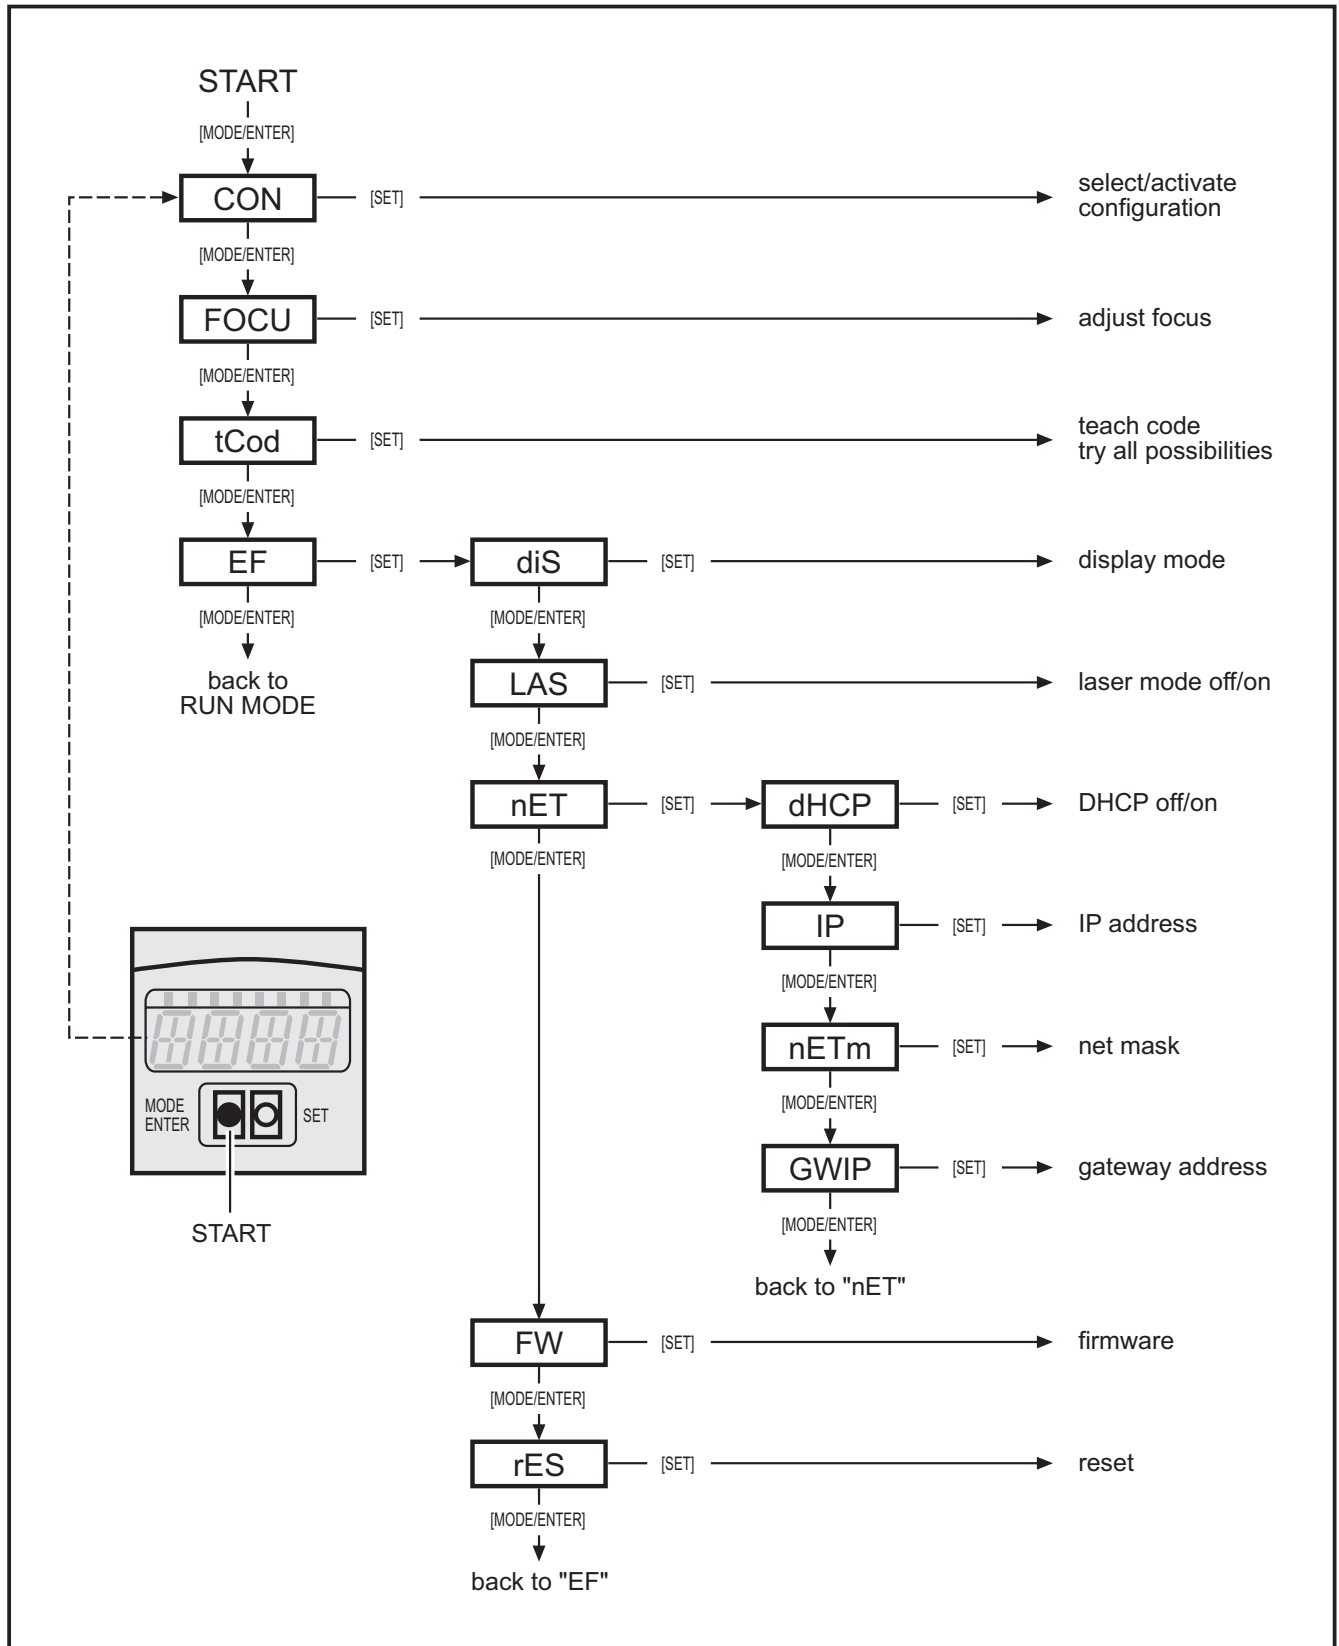 START
[MODE/ENTER]
CON
[SET]
select/activate
configuration
[MODE/ENTER]
FOCU
[SET]
adjust focus
[MODE/ENTER]
tCod
[SET]
teach code
try all possibilities
[MODE/ENTER]
EF
[SET]
diS
[SET]
display mode
[MODE/ENTER]
[MODE/ENTER]
back to
RUN MODE
LAS
[SET]
laser mode off/on
[MODE/ENTER]
nET
[SET]
dHCP
[SET]
DHCP off/on
[MODE/ENTER]
[MODE/ENTER]
IP
[SET]
IP address
[MODE/ENTER]
nETm
[SET]
net mask
[MODE/ENTER]
GWIP
[SET]
gateway address
[MODE/ENTER]
back to "nET"
MODE
ENTER
SET
START
FW
[SET]
firmware
[MODE/ENTER]
rES
[SET]
reset
[MODE/ENTER]
back to "EF"